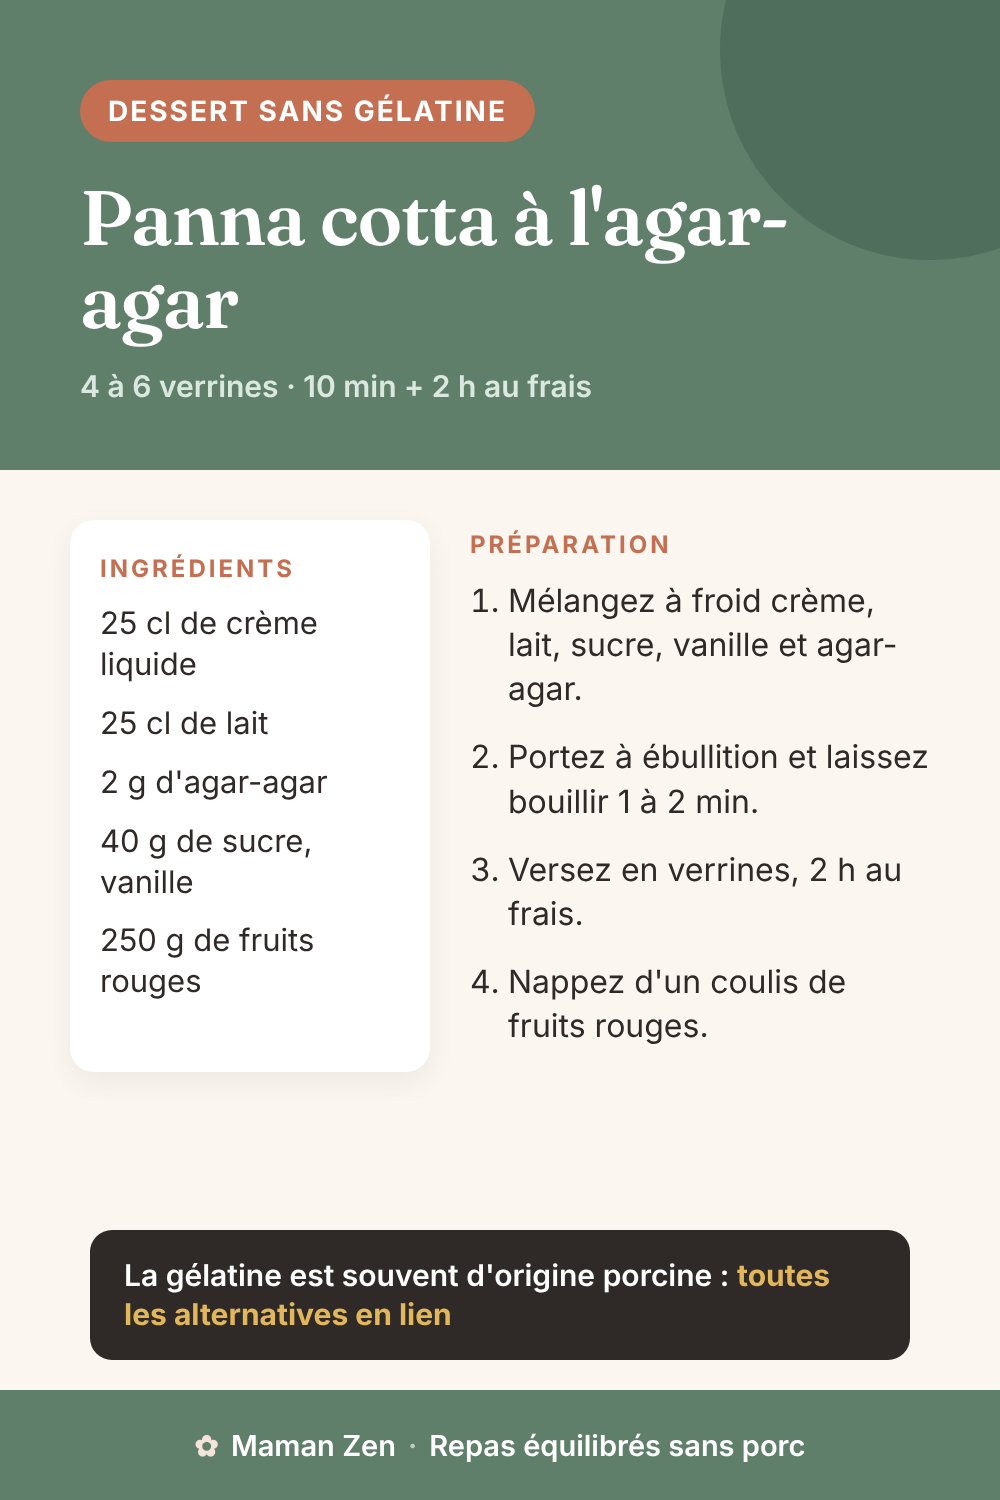 DESSERT SANS GÉLATINE
Panna cotta à l'agar-
agar
4 à 6 verrines · 10 min + 2 h au frais
INGRÉDIENTS
25 cl de crème
liquide
25 cl de lait
2 g d'agar-agar
40 g de sucre,
vanille
250 g de fruits
rouges
PRÉPARATION
1. Mélangez à froid crème,
lait, sucre, vanille et agar-
agar.
2. Portez à ébullition et laissez
bouillir 1 à 2 min.
3. Versez en verrines, 2 h au
frais.
4. Nappez d'un coulis de
fruits rouges.
La gélatine est souvent d'origine porcine : toutes
les alternatives en lien
✿ Maman Zen · Repas équilibrés sans porc